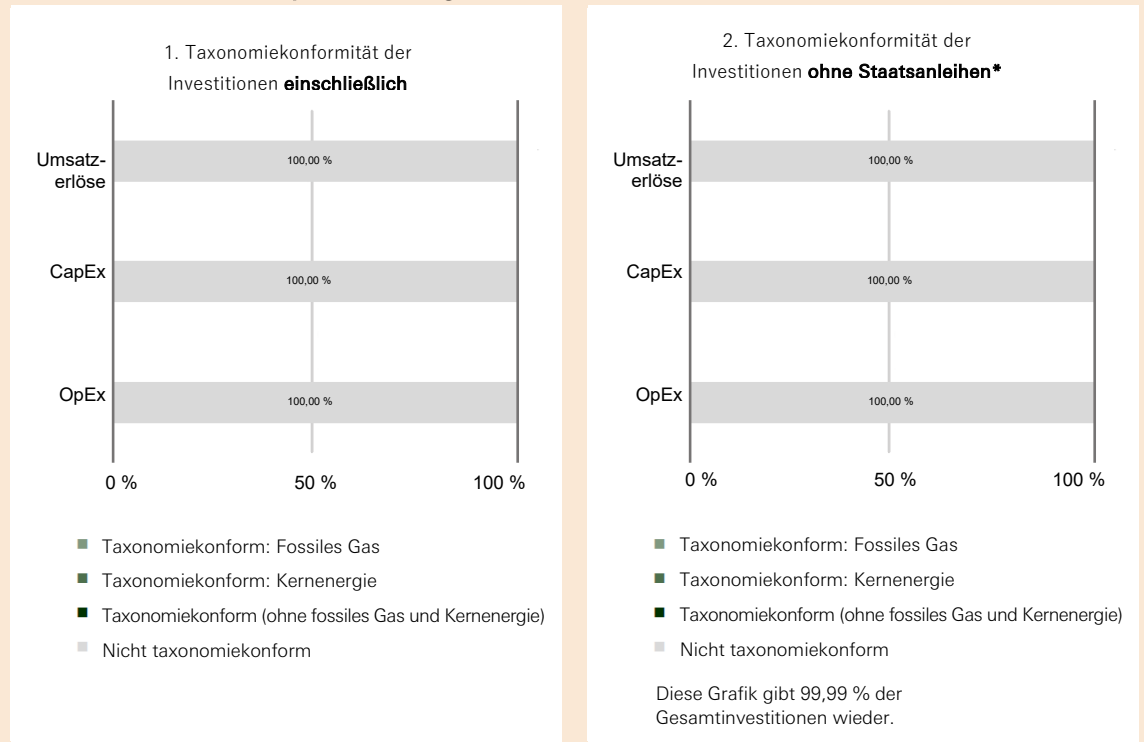 1. Taxonomiekonformität der
Investitionen einschließlich
Umsatz-
erlöse
100,00 %
CapEx
100,00 %
OpEx
100,00 %
0 %
50 %
100 %
Taxonomiekonform: Fossiles Gas
Taxonomiekonform: Kernenergie
Taxonomiekonform (ohne fossiles Gas und Kernenergie)
Nicht taxonomiekonform
2. Taxonomiekonformität der
Investitionen ohne Staatsanleihen*
Umsatz-
erlöse
100,00 %
CapEx
100,00 %
OpEx
100,00 %
0 %
50 %
100 %
Taxonomiekonform: Fossiles Gas
Taxonomiekonform: Kernenergie
Taxonomiekonform (ohne fossiles Gas und Kernenergie)
Nicht taxonomiekonform
Diese Grafik gibt 99,99 % der
Gesamtinvestitionen wieder.